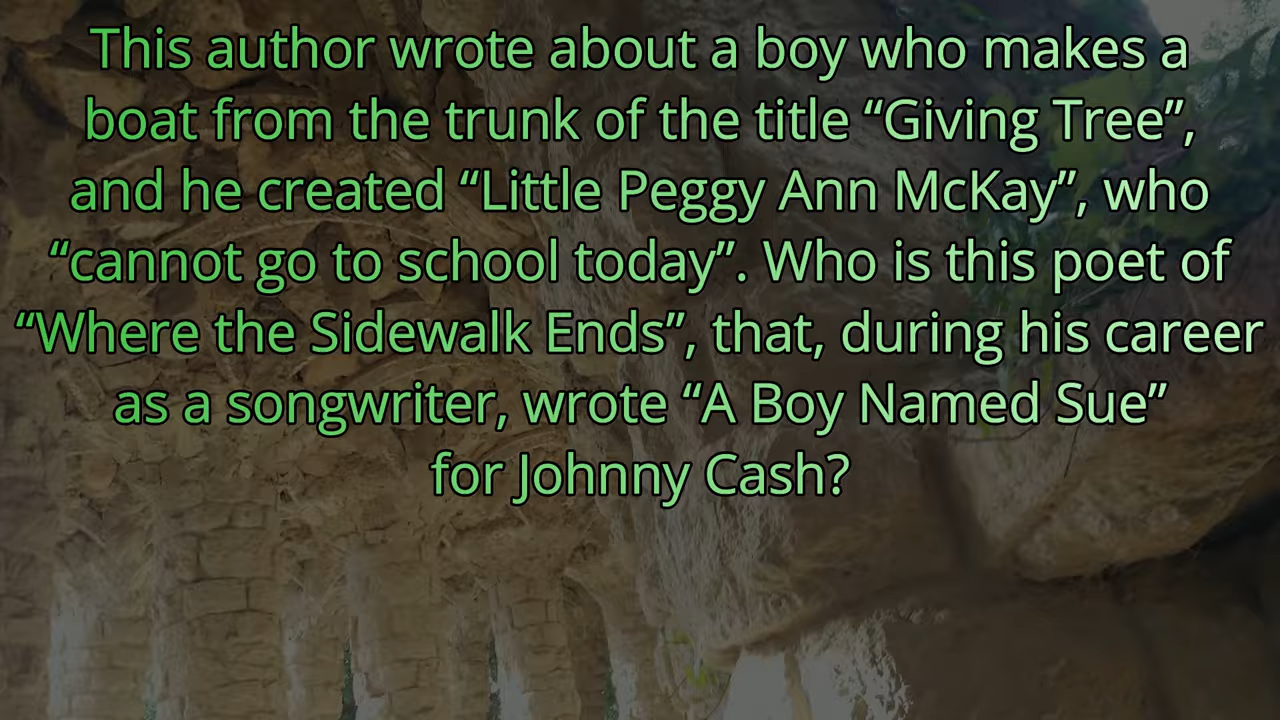 This author wrote about a boy who makes a
boat from the trunk of the title “Giving Tree”,
and he created “Little Peggy Ann McKay”, who
“cannot go to school today”. Who is this poet of
“Where the Sidewalk Ends”, that, during his career
as a songwriter, wrote “A Boy Named Sue”
for Johnny Cash?